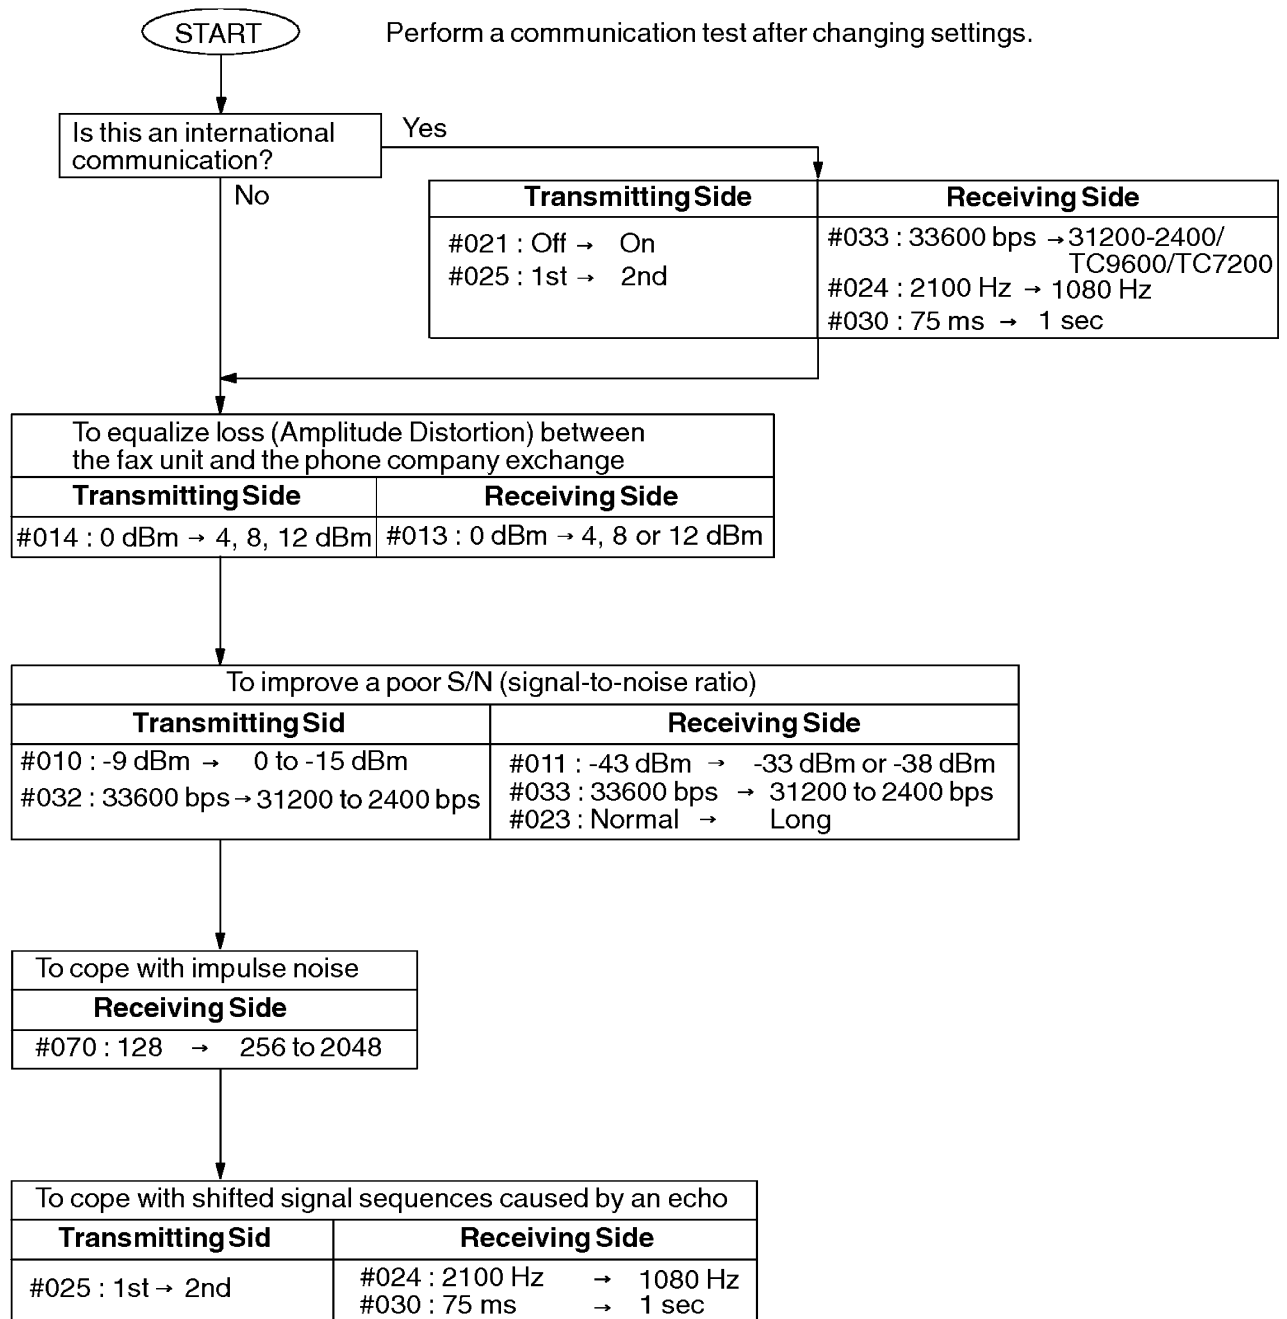 START
Perform a communication test after changing settings.
Is this an international
communication?
Yes
No
Transmitting Side
Receiving Side
#021 : Off → On
#025 : 1st → 2nd
#033 : 33600 bps → 31200-2400/
TC9600/TC7200
#024 : 2100 Hz → 1080 Hz
#030 : 75 ms → 1 sec
To equalize loss (Amplitude Distortion) between
the fax unit and the phone company exchange
Transmitting Side
Receiving Side
#014 : 0 dBm → 4, 8, 12 dBm
#013 : 0 dBm → 4, 8 or 12 dBm
To improve a poor S/N (signal-to-noise ratio)
Transmitting Sid
Receiving Side
#010 : -9 dBm → 0 to -15 dBm
#032 : 33600 bps → 31200 to 2400 bps
#011 : -43 dBm → -33 dBm or -38 dBm
#033 : 33600 bps → 31200 to 2400 bps
#023 : Normal → Long
To cope with impulse noise
Receiving Side
#070 : 128 → 256 to 2048
To cope with shifted signal sequences caused by an echo
Transmitting Sid
Receiving Side
#025 : 1st → 2nd
#024 : 2100 Hz → 1080 Hz
#030 : 75 ms → 1 sec